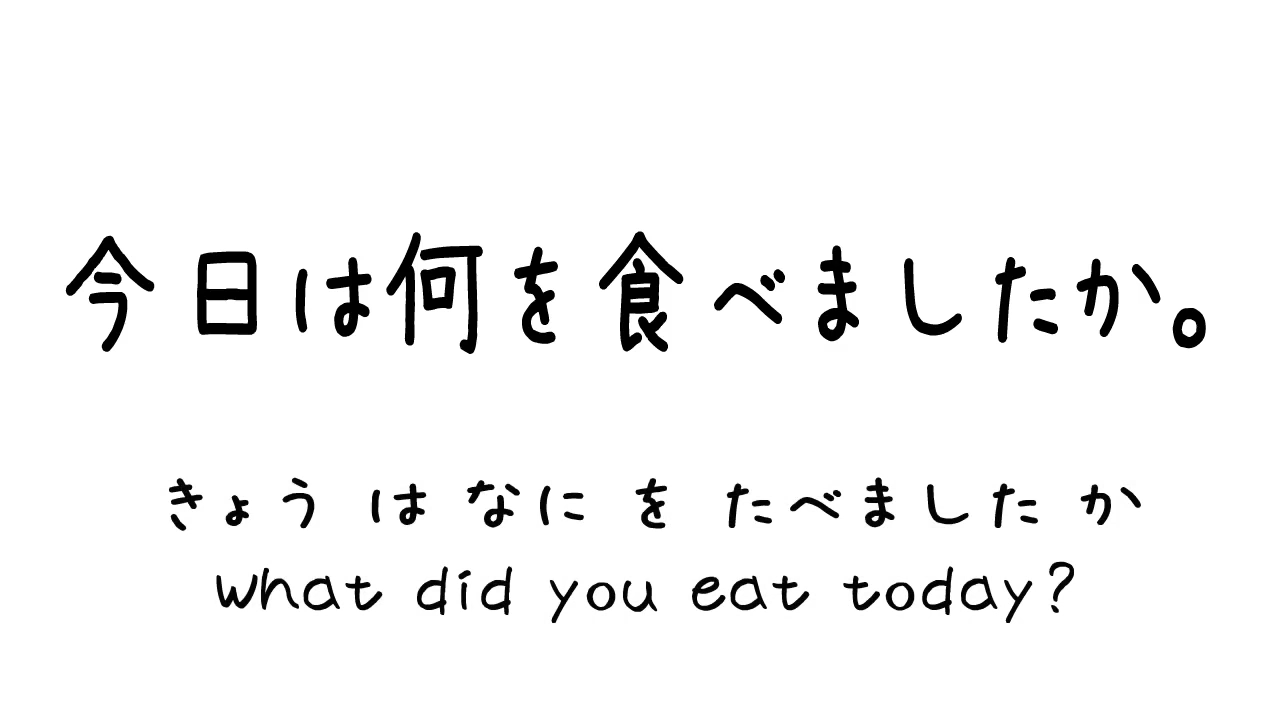 今日は何を食べましたか。
きょう は なに を たべました か
what did you eat today?